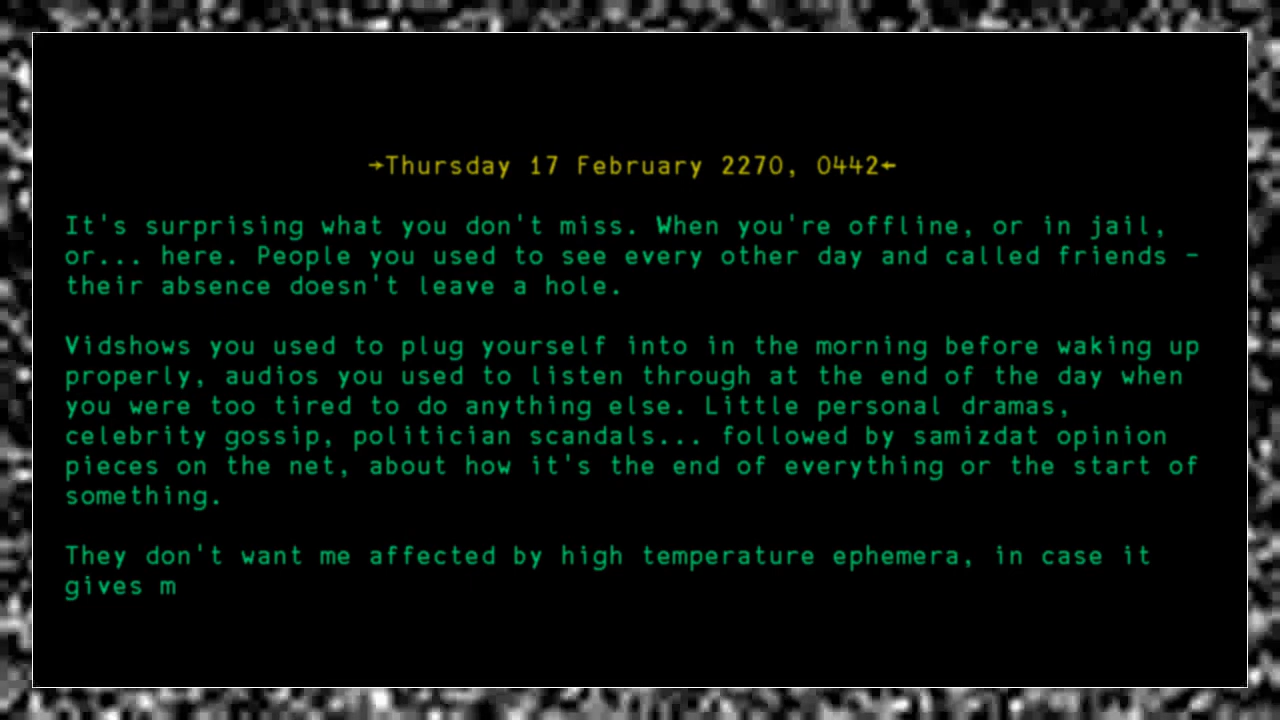 →Thursday 17 February 2270, 0442←
It's surprising what you don't miss. When you're offline, or in jail,
or... here. People you used to see every other day and called friends -
their absence doesn't leave a hole.
Vidshows you used to plug yourself into in the morning before waking up
properly, audios you used to listen through at the end of the day when
you were too tired to do anything else. Little personal dramas,
celebrity gossip, politician scandals... followed by samizdat opinion
pieces on the net, about how it's the end of everything or the start of
something.
They don't want me affected by high temperature ephemera, in case it
gives m